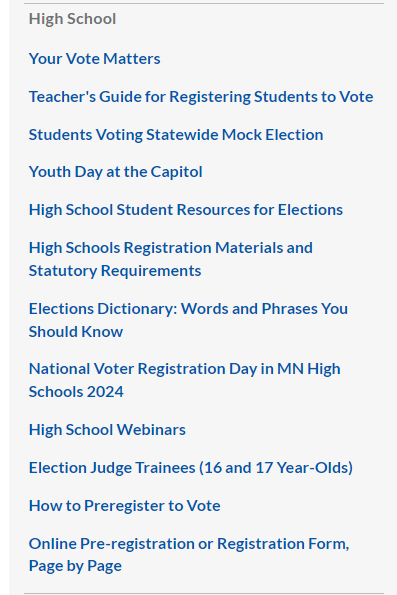 High School
Your Vote Matters
Teacher's Guide for Registering Students to Vote
Students Voting Statewide Mock Election
Youth Day at the Capitol
High School Student Resources for Elections
High Schools Registration Materials and
Statutory Requirements
Elections Dictionary: Words and Phrases You
Should Know
National Voter Registration Day in MN High
Schools 2024
High School Webinars
Election Judge Trainees (16 and 17 Year-Olds)
How to Preregister to Vote
Online Pre-registration or Registration Form,
Page by Page